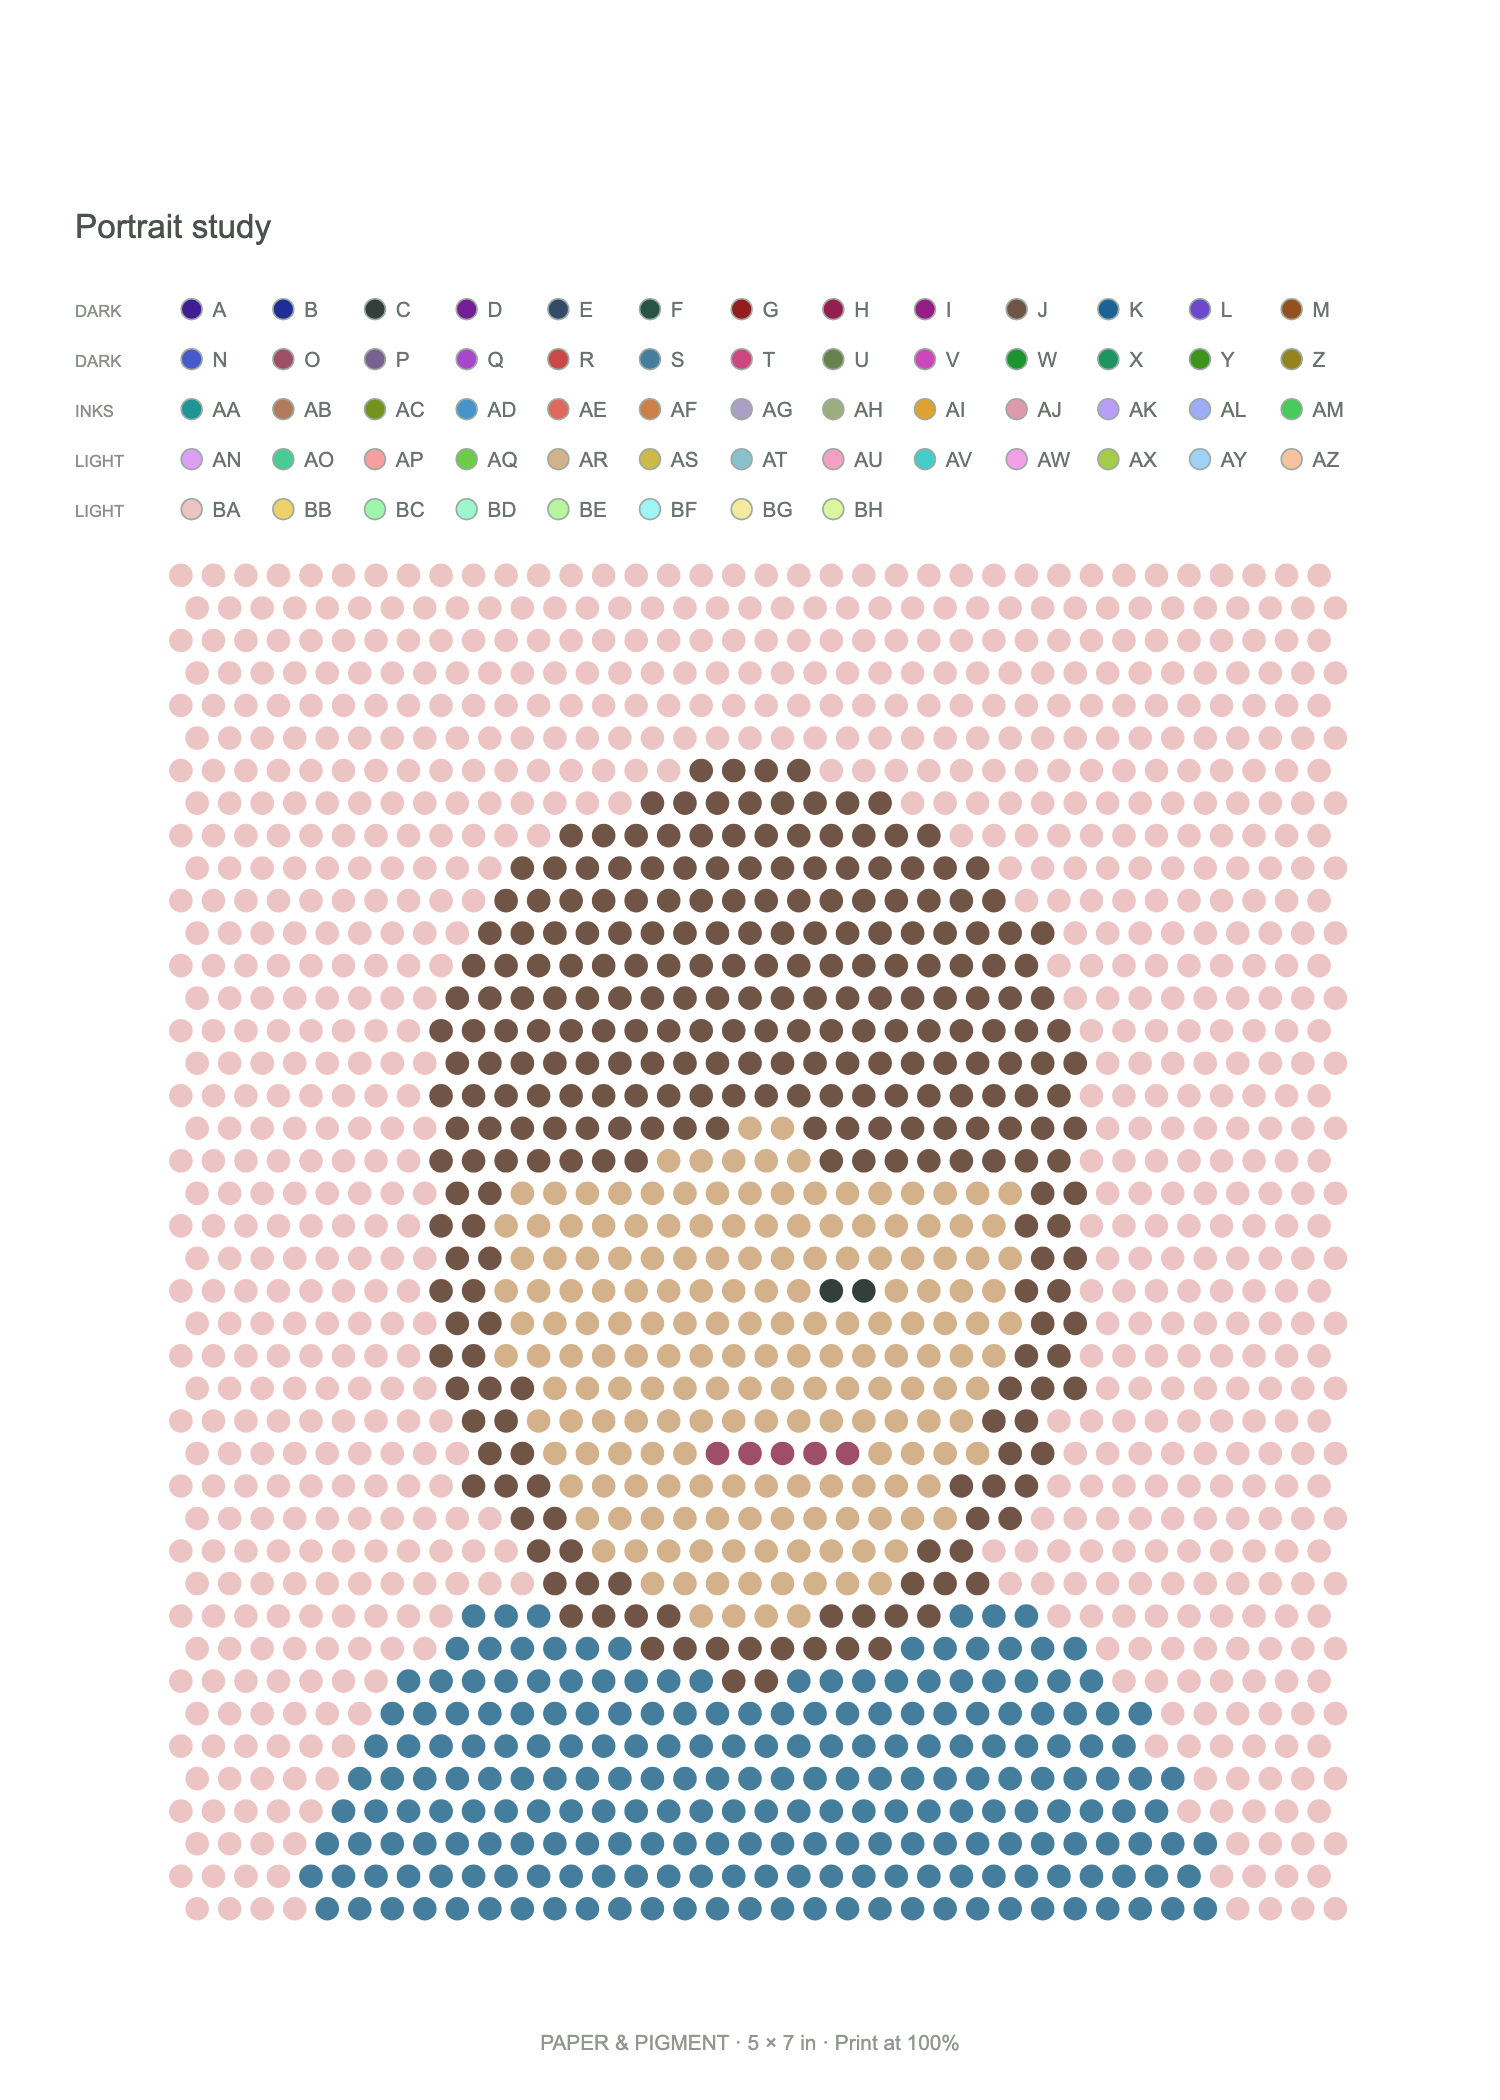 Portrait study
DARK A B C D E F G H I J K L M
DARK N O P Q R S T U V W X Y Z
INKS AA AB AC AD AE AF AG AH AI AJ AK AL AM
LIGHT AN AO AP AQ AR AS AT AU AV AW AX AY AZ
LIGHT BA BB BC BD BE BF BG BH
PAPER & PIGMENT · 5 × 7 in · Print at 100%